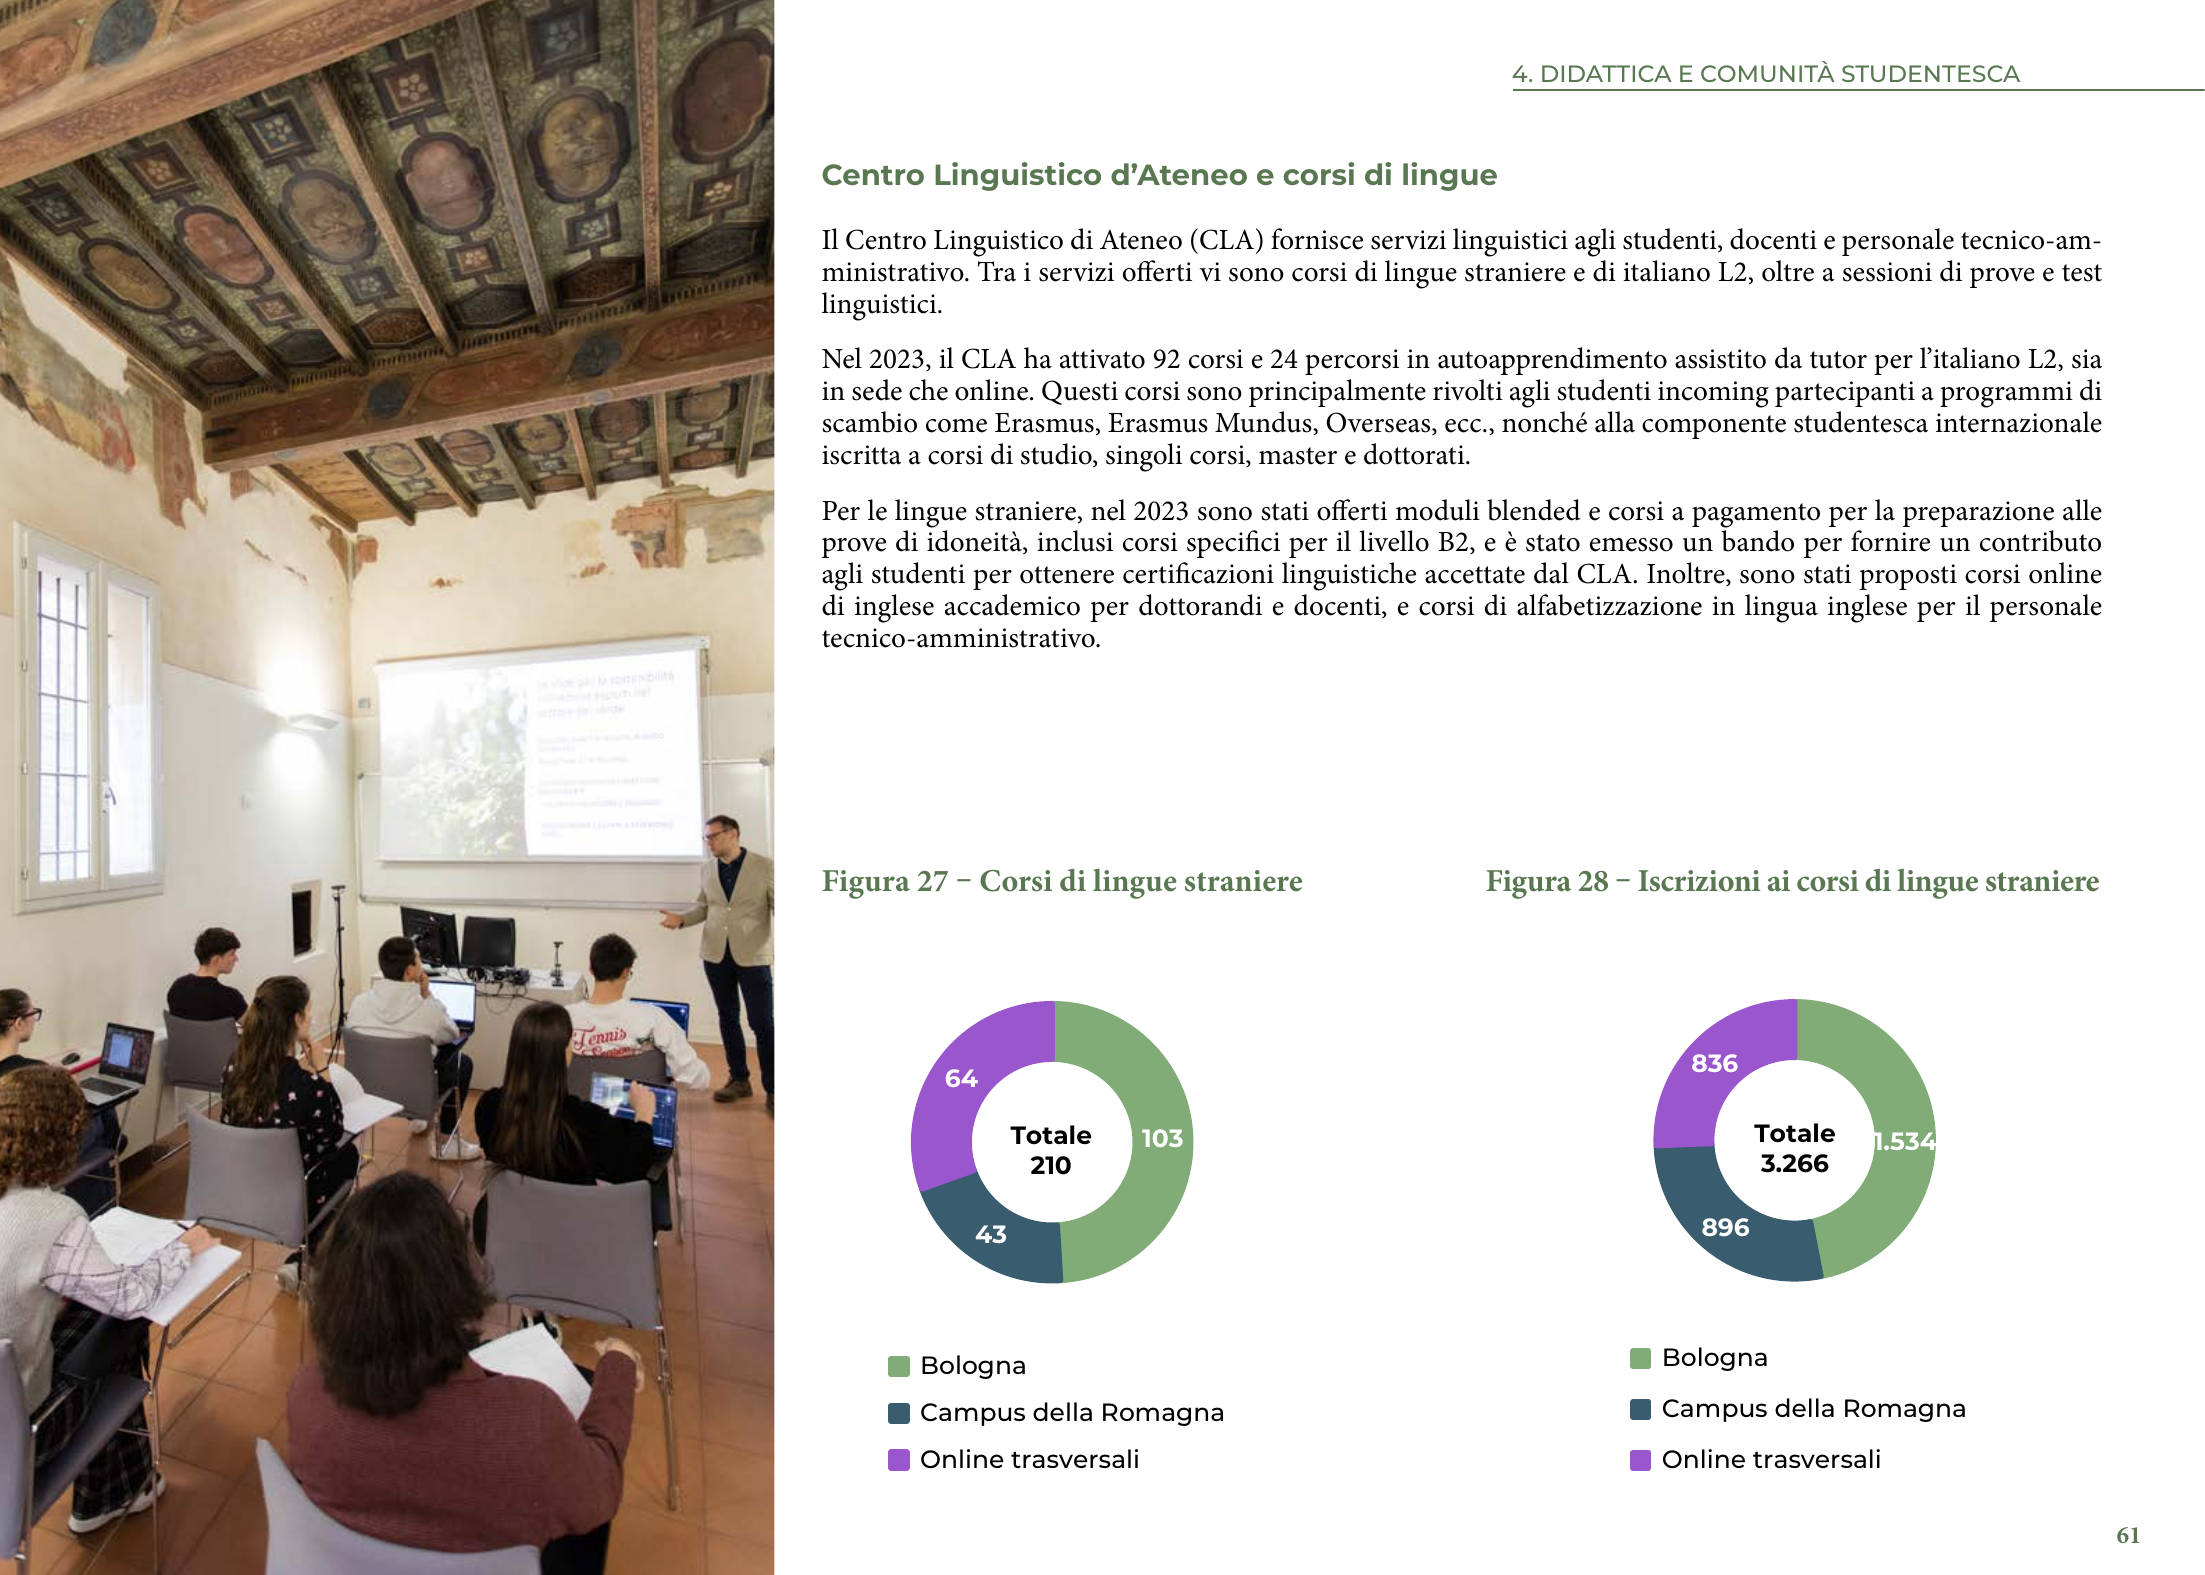 4. DIDATTICA E COMUNITÀ STUDENTESCA
Centro Linguistico d’Ateneo e corsi di lingue
Il Centro Linguistico di Ateneo (CLA) fornisce servizi linguistici agli studenti, docenti e personale tecnico-am-
ministrativo. Tra i servizi offerti vi sono corsi di lingue straniere e di italiano L2, oltre a sessioni di prove e test
linguistici.
Nel 2023, il CLA ha attivato 92 corsi e 24 percorsi in autoapprendimento assistito da tutor per l’italiano L2, sia
in sede che online. Questi corsi sono principalmente rivolti agli studenti incoming partecipanti a programmi di
scambio come Erasmus, Erasmus Mundus, Overseas, ecc., nonché alla componente studentesca internazionale
iscritta a corsi di studio, singoli corsi, master e dottorati.
Per le lingue straniere, nel 2023 sono stati offerti moduli blended e corsi a pagamento per la preparazione alle
prove di idoneità, inclusi corsi specifici per il livello B2, e è stato emesso un bando per fornire un contributo
agli studenti per ottenere certificazioni linguistiche accettate dal CLA. Inoltre, sono stati proposti corsi online
di inglese accademico per dottorandi e docenti, e corsi di alfabetizzazione in lingua inglese per il personale
tecnico-amministrativo.
Figura 27 – Corsi di lingue straniere
64
103
Totale
210
43
Bologna
Campus della Romagna
Online trasversali
Figura 28 – Iscrizioni ai corsi di lingue straniere
836
1.534
Totale
3.266
896
Bologna
Campus della Romagna
Online trasversali
Tennis
61